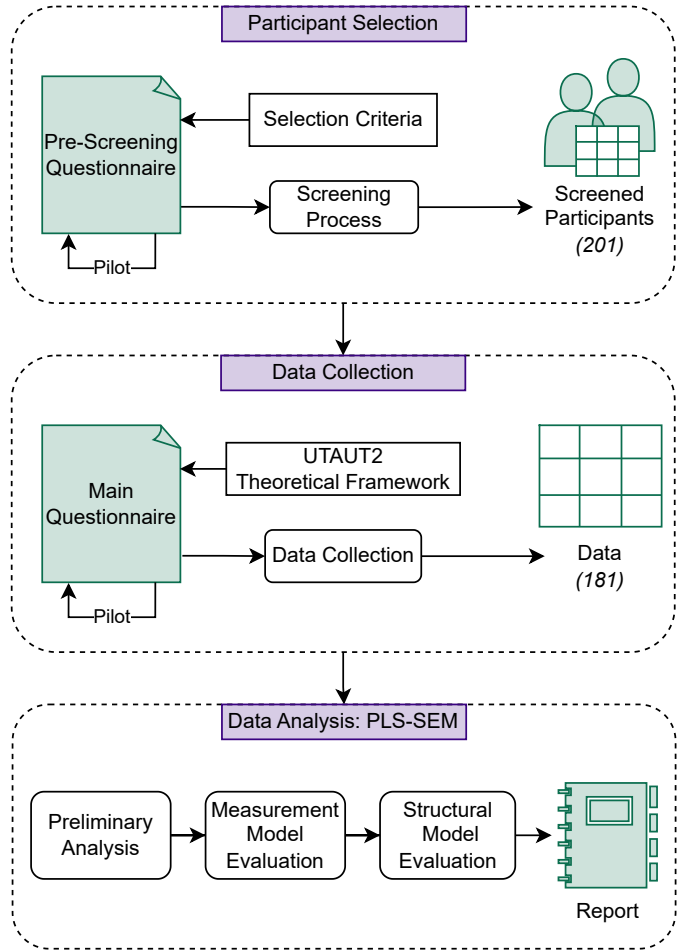 Participant Selection
Pre-Screening
Questionnaire
Selection Criteria
Screening
Process
Screened
Participants
(201)
Pilot
Data Collection
Main
Questionnaire
UTAUT2
Theoretical Framework
Data Collection
Data
(181)
Pilot
Data Analysis: PLS-SEM
Preliminary
Analysis
Measurement
Model
Evaluation
Structural
Model
Evaluation
Report